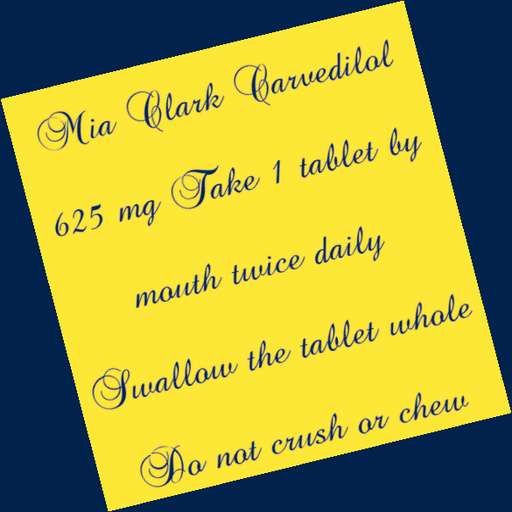 Mia Clark Carvedilol
625 mg Take 1 tablet by
mouth twice daily
Swallow the tablet whole
Do not crush or chew